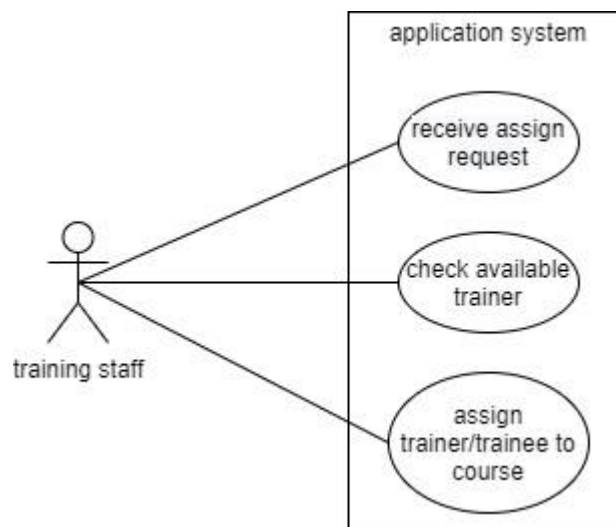 application system
receive assign
request
check available
trainer
training staff
assign
trainer/trainee to
course